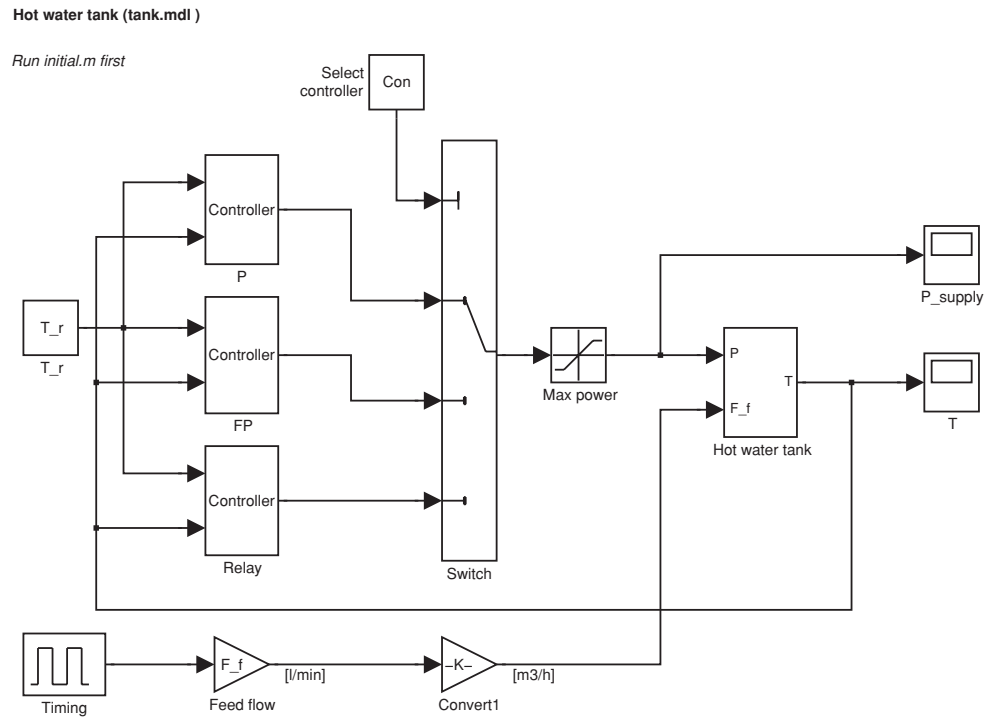 Hot water tank (tank.mdl )
Run initial.m first
Select
controller
Con
Controller
P
T_r
T_r
Controller
FP
Controller
Relay
Switch
Max power
P_supply
P
T
F_f
Hot water tank
T
Timing
F_f
Feed flow
[l/min]
–K–
Convert1
[m3/h]